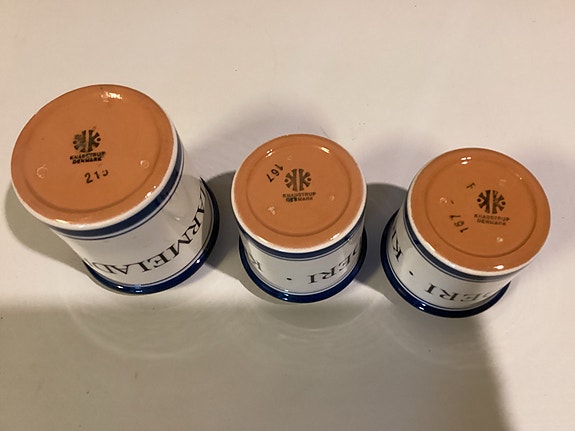 KNABSTRUP
DENMARK
215
ARMELAD
167
KNABSTRUP
DENMARK
ERI · K
KNABSTRUP
DENMARK
167
ERI · K